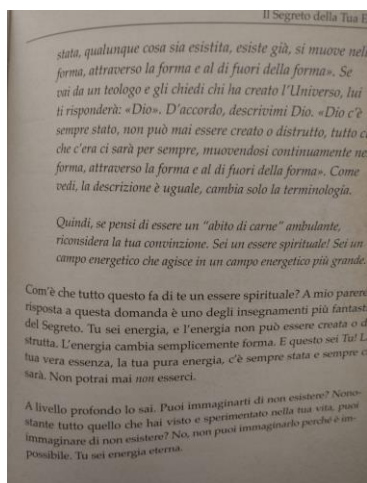 Il Segreto della Tua
stata, qualunque cosa sia esistita, esiste già, si muove
forma, attraverso la forma e al di fuori della forma». Se
vai da un teologo e gli chiedi chi ha creato l'Universo, lui
ti risponderà: «Dio». D'accordo, descrivimi Dio. «Dio c'è
sempre stato, non può mai essere creato o distrutto, tutto
che c'era ci sarà per sempre, muovendosi continuamente
forma, attraverso la forma e al di fuori della forma». Come
vedi, la descrizione è uguale, cambia solo la terminologia.
Quindi, se pensi di essere un "abito di carne" ambulante,
riconsidera la tua convinzione. Sei un essere spirituale! Sei un
campo energetico che agisce in un campo energetico più grande.
Com'è che tutto questo fa di te un essere spirituale? A mio parere
risposta a questa domanda è uno degli insegnamenti più
del Segreto. Tu sei energia, e l'energia non può essere creata o
strutta. L'energia cambia semplicemente forma. E questo sei Tu!
tua vera essenza, la tua pura energia, c'è sempre stata e sempre
sarà. Non potrai mai non esserci.
A livello profondo lo sai. Puoi immaginarti di non esistere? Nono-
stante tutto quello che hai visto e sperimentato nella tua vita, puoi
immaginare di non esistere? No, non puoi immaginarlo perché è im-
possibile. Tu sei energia eterna.